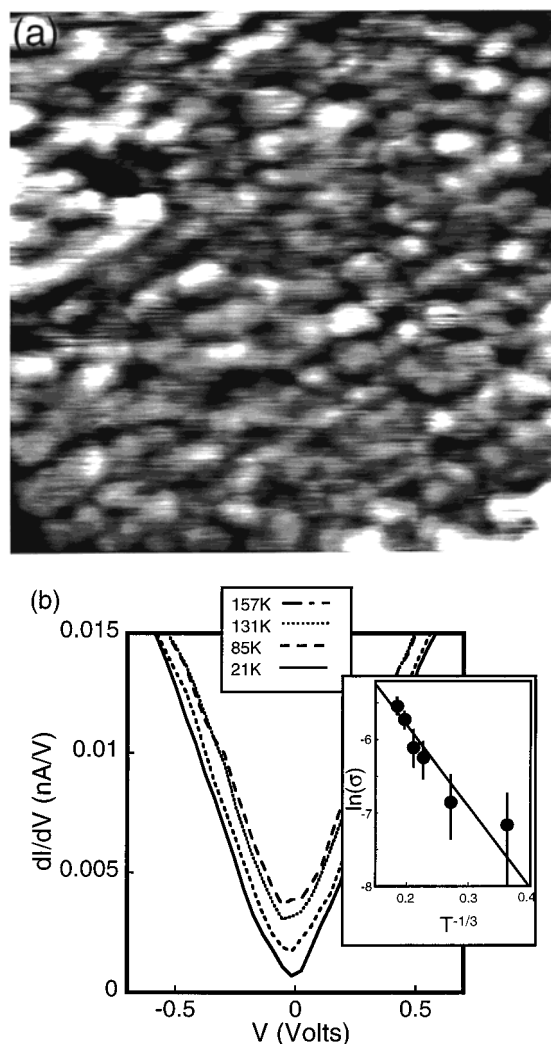 (a)
(b)
157K
131K
85K
21K
0.015
0.01
0.005
0
dI/dV (nA/V)
-0.5
0
0.5
V (Volts)
-6
-7
-8
ln(σ)
0.2
0.3
0.4
T-1/3